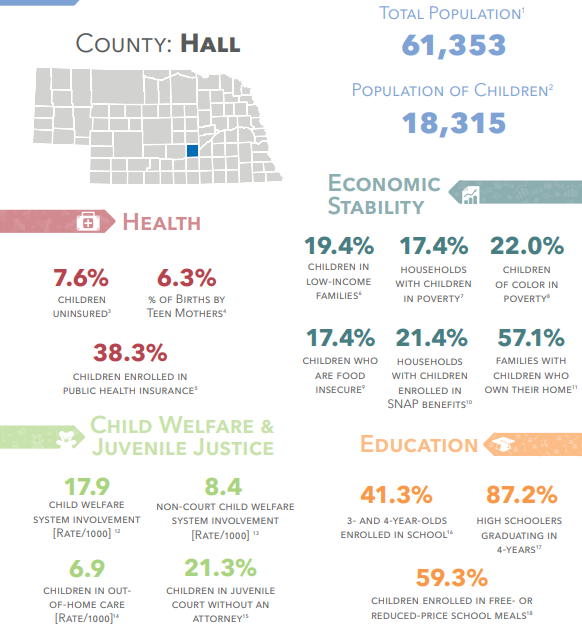 County: Hall
Total Population1
61,353
Population of Children2
18,315
Health
7.6%
children
uninsured3
6.3%
% of Births by
Teen Mothers4
38.3%
children enrolled in
public health insurance5
Economic
Stability
19.4%
children in
low-income
families6
17.4%
households
with children
in poverty7
22.0%
children
of color in
poverty8
17.4%
children who
are food
insecure9
21.4%
households
with children
enrolled in
SNAP benefits10
57.1%
families with
children who
own their home11
Child Welfare &
Juvenile Justice
17.9
child welfare
system involvement
[Rate/1000] 12
8.4
non-court child welfare
system involvement
[Rate/1000] 13
6.9
children in out-
of-home care
[Rate/1000]14
21.3%
children in juvenile
court without an
attorney15
Education
41.3%
3- and 4-year-olds
enrolled in school16
87.2%
high schoolers
graduating in
4-years17
59.3%
children enrolled in free- or
reduced-price school meals18